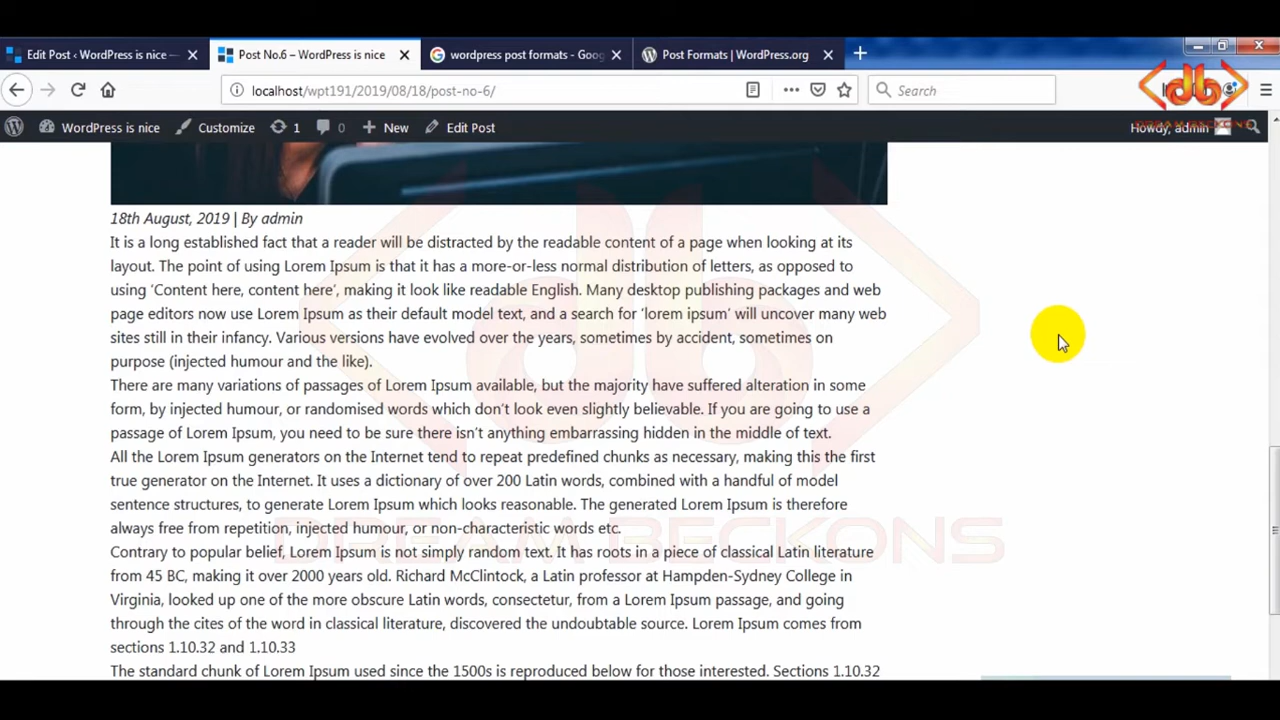 Edit Post ‹ WordPress is nice —
Post No.6 – WordPress is nice
wordpress post formats - Goog
Post Formats | WordPress.org
localhost/wpt191/2019/08/18/post-no-6/
Search
WordPress is nice
Customize
1
0
New
Edit Post
Howdy, admin
db
DREAM BECKONS
18th August, 2019 | By admin
It is a long established fact that a reader will be distracted by the readable content of a page when looking at its
layout. The point of using Lorem Ipsum is that it has a more-or-less normal distribution of letters, as opposed to
using ‘Content here, content here’, making it look like readable English. Many desktop publishing packages and web
page editors now use Lorem Ipsum as their default model text, and a search for ‘lorem ipsum’ will uncover many web
sites still in their infancy. Various versions have evolved over the years, sometimes by accident, sometimes on
purpose (injected humour and the like).
There are many variations of passages of Lorem Ipsum available, but the majority have suffered alteration in some
form, by injected humour, or randomised words which don’t look even slightly believable. If you are going to use a
passage of Lorem Ipsum, you need to be sure there isn’t anything embarrassing hidden in the middle of text.
All the Lorem Ipsum generators on the Internet tend to repeat predefined chunks as necessary, making this the first
true generator on the Internet. It uses a dictionary of over 200 Latin words, combined with a handful of model
sentence structures, to generate Lorem Ipsum which looks reasonable. The generated Lorem Ipsum is therefore
always free from repetition, injected humour, or non-characteristic words etc.
DREAM BECKONS
Contrary to popular belief, Lorem Ipsum is not simply random text. It has roots in a piece of classical Latin literature
from 45 BC, making it over 2000 years old. Richard McClintock, a Latin professor at Hampden-Sydney College in
Virginia, looked up one of the more obscure Latin words, consectetur, from a Lorem Ipsum passage, and going
through the cites of the word in classical literature, discovered the undoubtable source. Lorem Ipsum comes from
sections 1.10.32 and 1.10.33
The standard chunk of Lorem Ipsum used since the 1500s is reproduced below for those interested. Sections 1.10.32